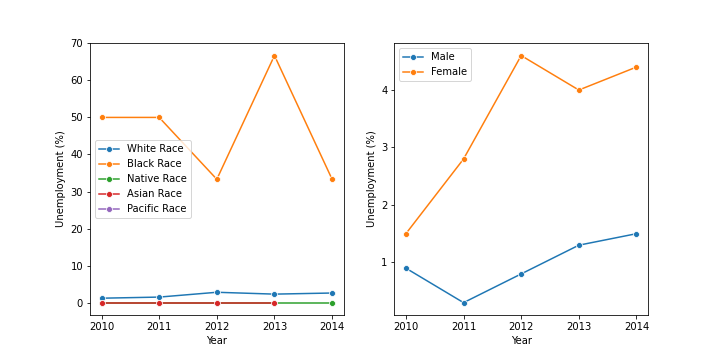 70
60
50
40
30
20
10
0
Unemployment (%)
White Race
Black Race
Native Race
Asian Race
Pacific Race
2010 2011 2012 2013 2014
Year
4
3
2
1
Unemployment (%)
Male
Female
2010 2011 2012 2013 2014
Year